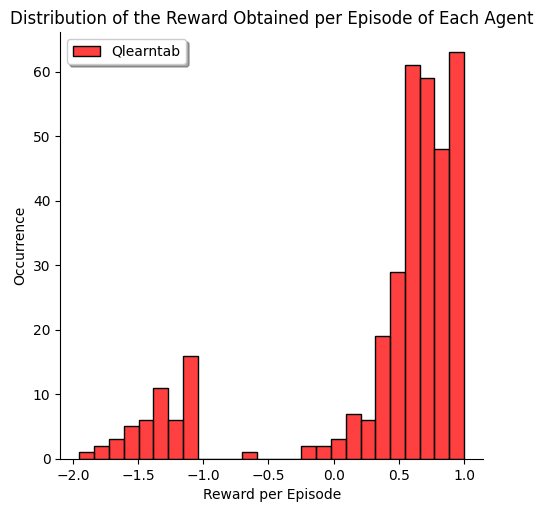 Distribution of the Reward Obtained per Episode of Each Agent
Qlearntab
Occurrence
60
50
40
30
20
10
0
−2.0 −1.5 −1.0 −0.5 0.0 0.5 1.0
Reward per Episode